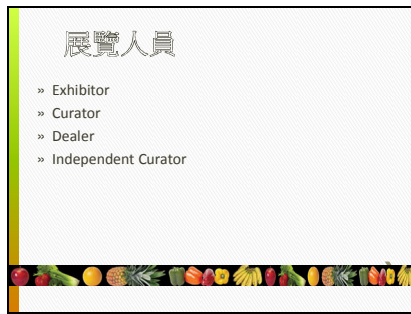 展覽人員
» Exhibitor
» Curator
» Dealer
» Independent Curator